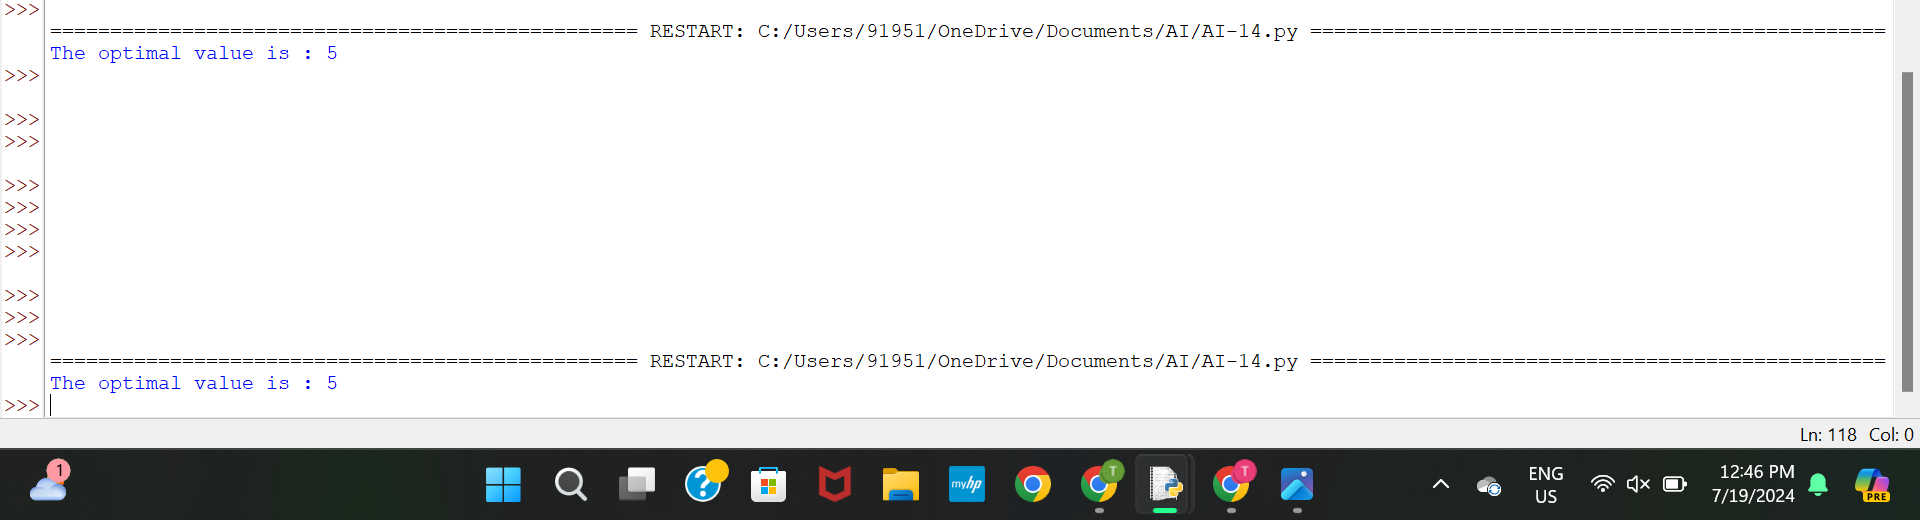 >>>
================================================= RESTART: C:/Users/91951/OneDrive/Documents/AI/AI-14.py ================================================
The optimal value is : 5
>>>
>>>
>>>
>>>
>>>
>>>
>>>
>>>
>>>
>>>
================================================= RESTART: C:/Users/91951/OneDrive/Documents/AI/AI-14.py ================================================
The optimal value is : 5
>>>
Ln: 118 Col: 0
1
?
myhp
T
T
ENG
US
12:46 PM
7/19/2024
PRE